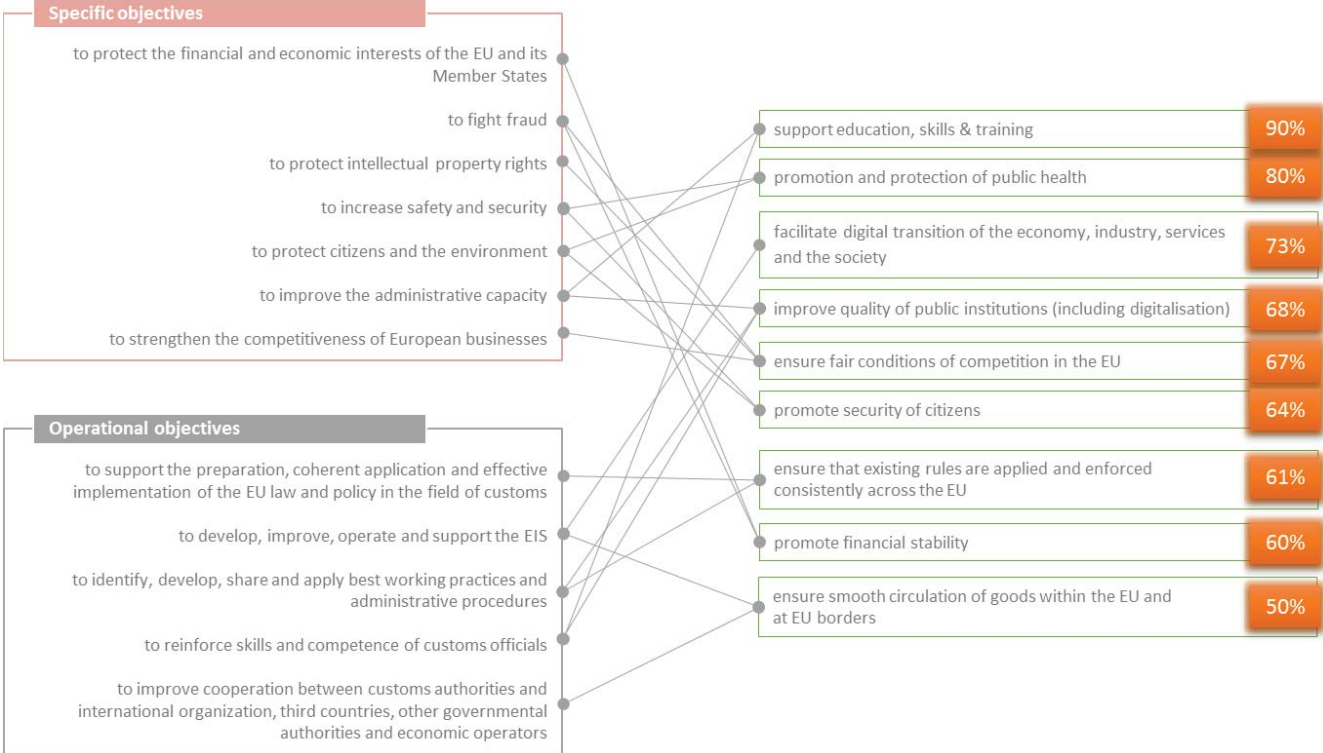 Specific objectives
to protect the financial and economic interests of the EU and its
Member States
to fight fraud
to protect intellectual property rights
to increase safety and security
to protect citizens and the environment
to improve the administrative capacity
to strengthen the competitiveness of European businesses
Operational objectives
to support the preparation, coherent application and effective
implementation of the EU law and policy in the field of customs
to develop, improve, operate and support the EIS
to identify, develop, share and apply best working practices and
administrative procedures
to reinforce skills and competence of customs officials
to improve cooperation between customs authorities and
international organization, third countries, other governmental
authorities and economic operators
support education, skills & training 90%
promotion and protection of public health 80%
facilitate digital transition of the economy, industry, services
and the society
73%
improve quality of public institutions (including digitalisation) 68%
ensure fair conditions of competition in the EU 67%
promote security of citizens 64%
ensure that existing rules are applied and enforced
consistently across the EU
61%
promote financial stability 60%
ensure smooth circulation of goods within the EU and
at EU borders
50%